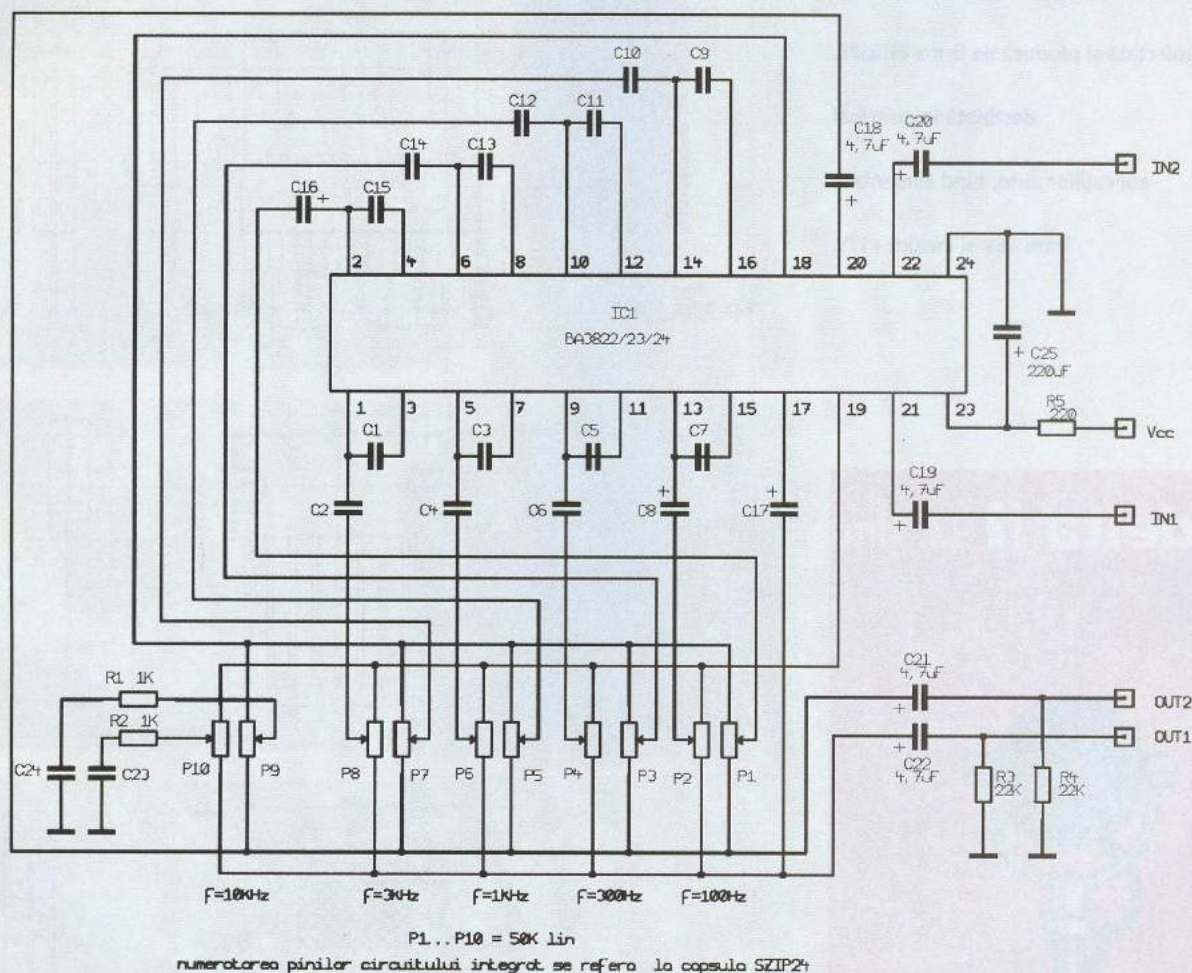 C10 C9
C12 C11
C14 C13
C16 + C15
C18
4,7uF
+
C20
4,7uF
+
IN2
2 4 6 8 10 12 14 16 18 20 22 24
IC1
BA3822/23/24
+ C25
220uF
1 3 5 7 9 11 13 15 17 19 21 23
R5
220
Vcc
C1 C3 C5 C7
C2 C4 C6 + C8 + C17
C19
4,7uF
+
IN1
R1 1K
R2 1K
C24 C23
P10 P9 P8 P7 P6 P5 P4 P3 P2 P1
C21
4,7uF
+
OUT2
OUT1
+
C22
4,7uF
R3
22K
R4
22K
f=10KHz f=3KHz f=1KHz f=300Hz f=100Hz
P1...P10 = 50K lin
numerotarea pinilor circuitului integrat se refera la capsula SZIP24